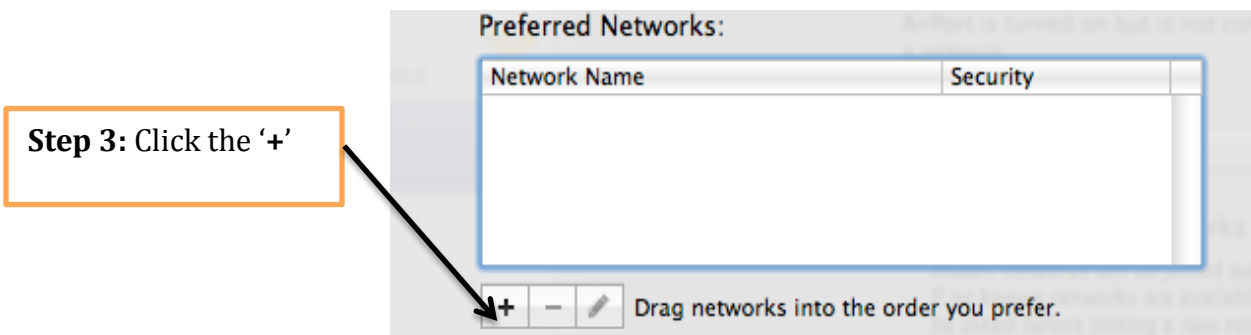 Preferred Networks:
Network Name Security
Step 3: Click the ‘+’
+ − Drag networks into the order you prefer.